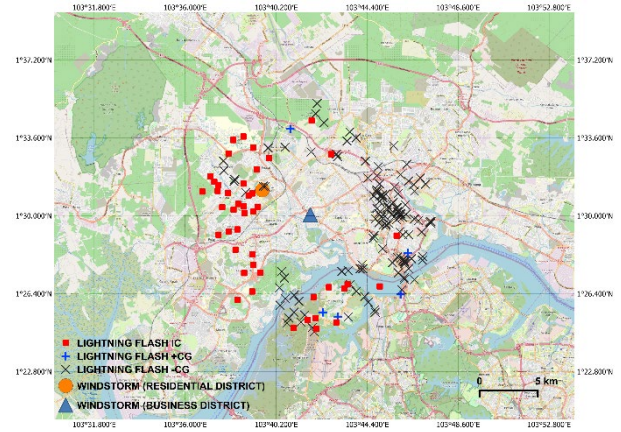 103°31.800'E 103°36.000'E 103°40.200'E 103°44.400'E 103°48.600'E 103°52.800'E
1°37.200'N 1°37.200'N
1°33.600'N 1°33.600'N
1°30.000'N 1°30.000'N
1°26.400'N 1°26.400'N
1°22.800'N 1°22.800'N
LIGHTNING FLASH IC
LIGHTNING FLASH +CG
LIGHTNING FLASH -CG
WINDSTORM (RESIDENTIAL DISTRICT)
WINDSTORM (BUSINESS DISTRICT)
0 5 km
103°31.800'E 103°36.000'E 103°40.200'E 103°44.400'E 103°48.600'E 103°52.800'E